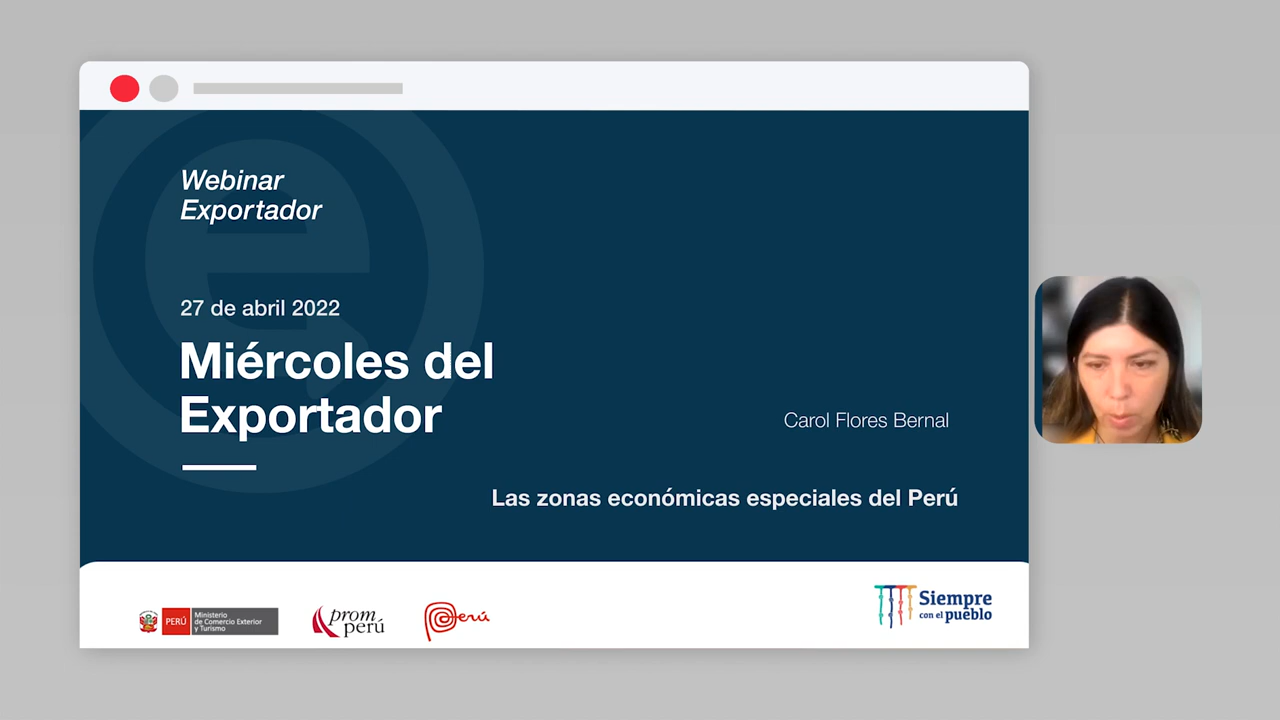 Webinar
Exportador
27 de abril 2022
Miércoles del
Exportador
Carol Flores Bernal
Las zonas económicas especiales del Perú
PERÚ
Ministerio
de Comercio Exterior
y Turismo
prom
perú
Perú
Siempre
con el pueblo